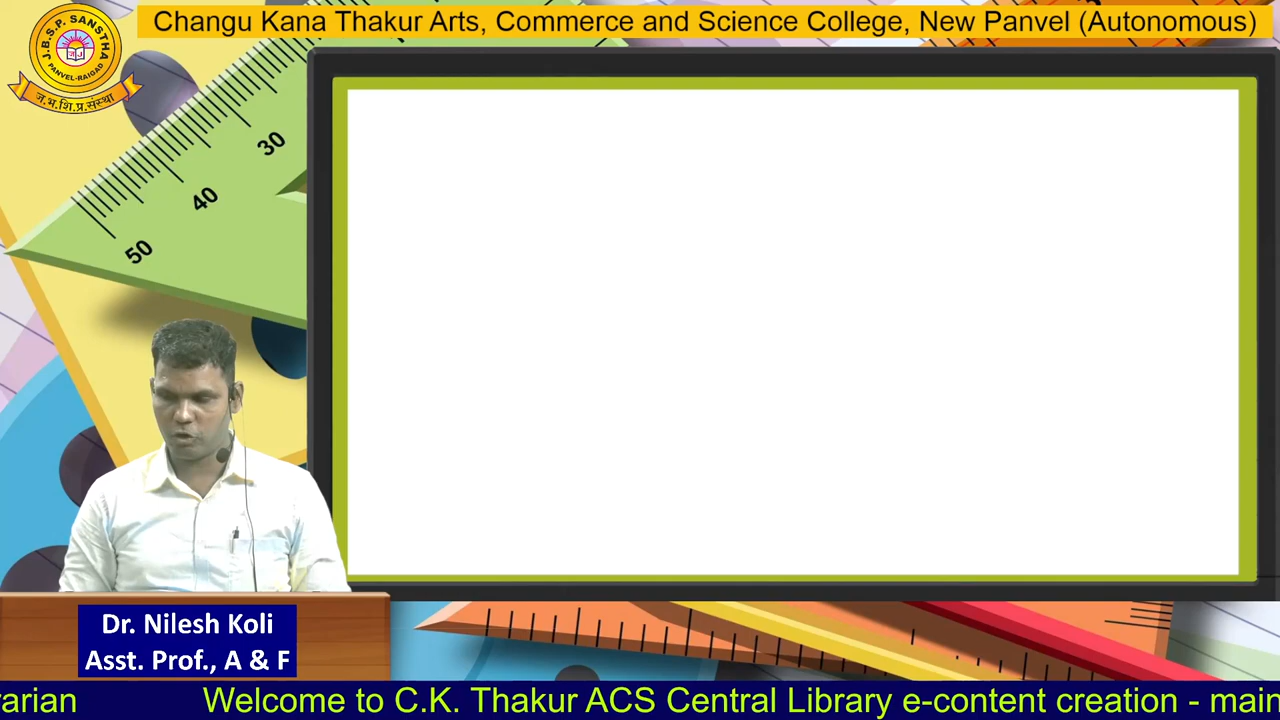 Changu Kana Thakur Arts, Commerce and Science College, New Panvel (Autonomous)
J.B.S.P. SANSTHA
PANVEL-RAIGAD
ज.भ.शि.प्र.संस्था
30
40
50
Dr. Nilesh Koli
Asst. Prof., A & F
arian Welcome to C.K. Thakur ACS Central Library e-content creation - main